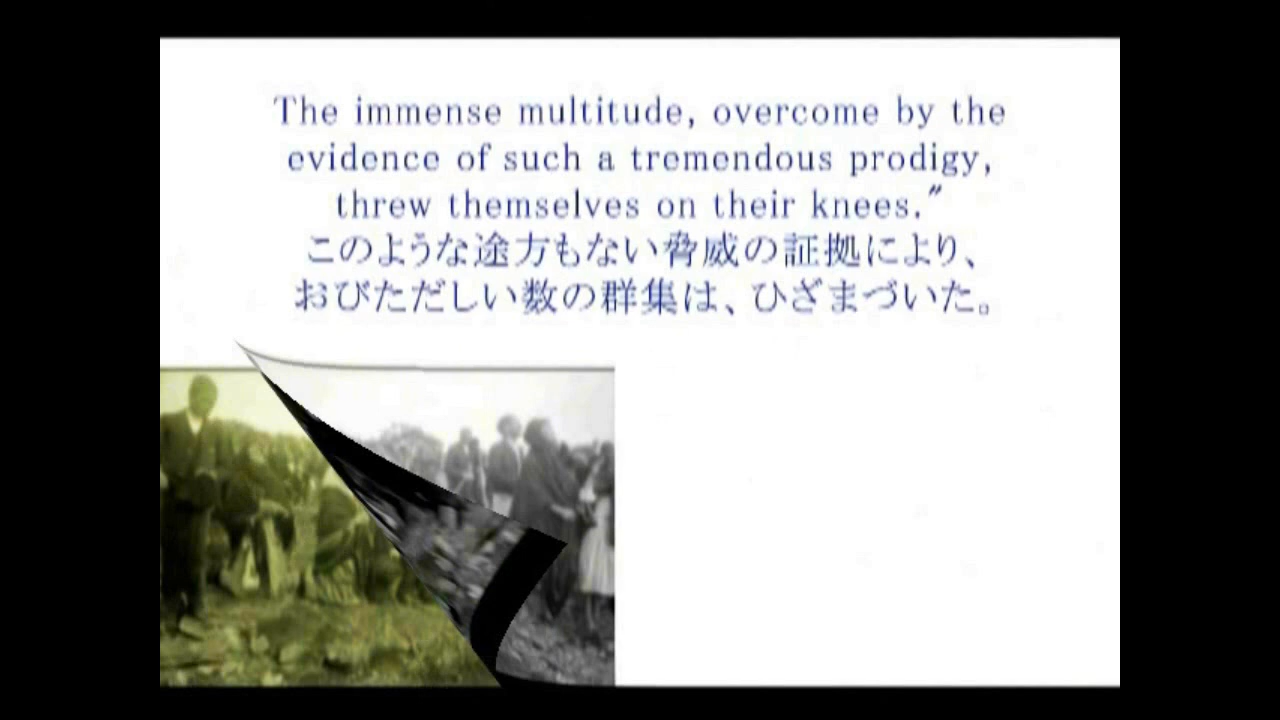 The immense multitude, overcome by the
evidence of such a tremendous prodigy,
threw themselves on their knees.”
このような途方もない脅威の証拠により、
おびただしい数の群集は、ひざまづいた。